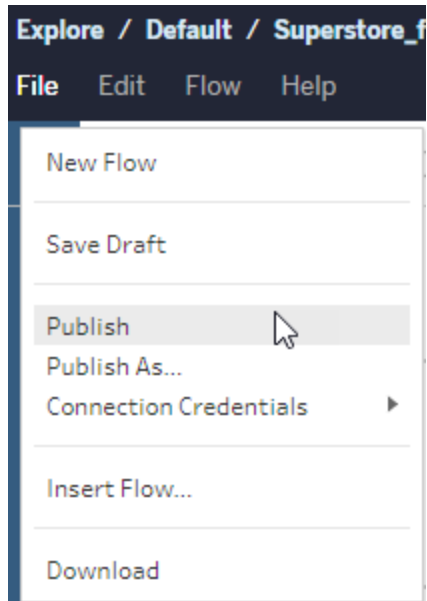 Explore / Default / Superstore_f
File Edit Flow Help
New Flow
Save Draft
Publish
Publish As...
Connection Credentials
Insert Flow...
Download